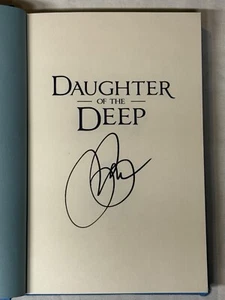 DAUGHTER
OF THE
DEEP